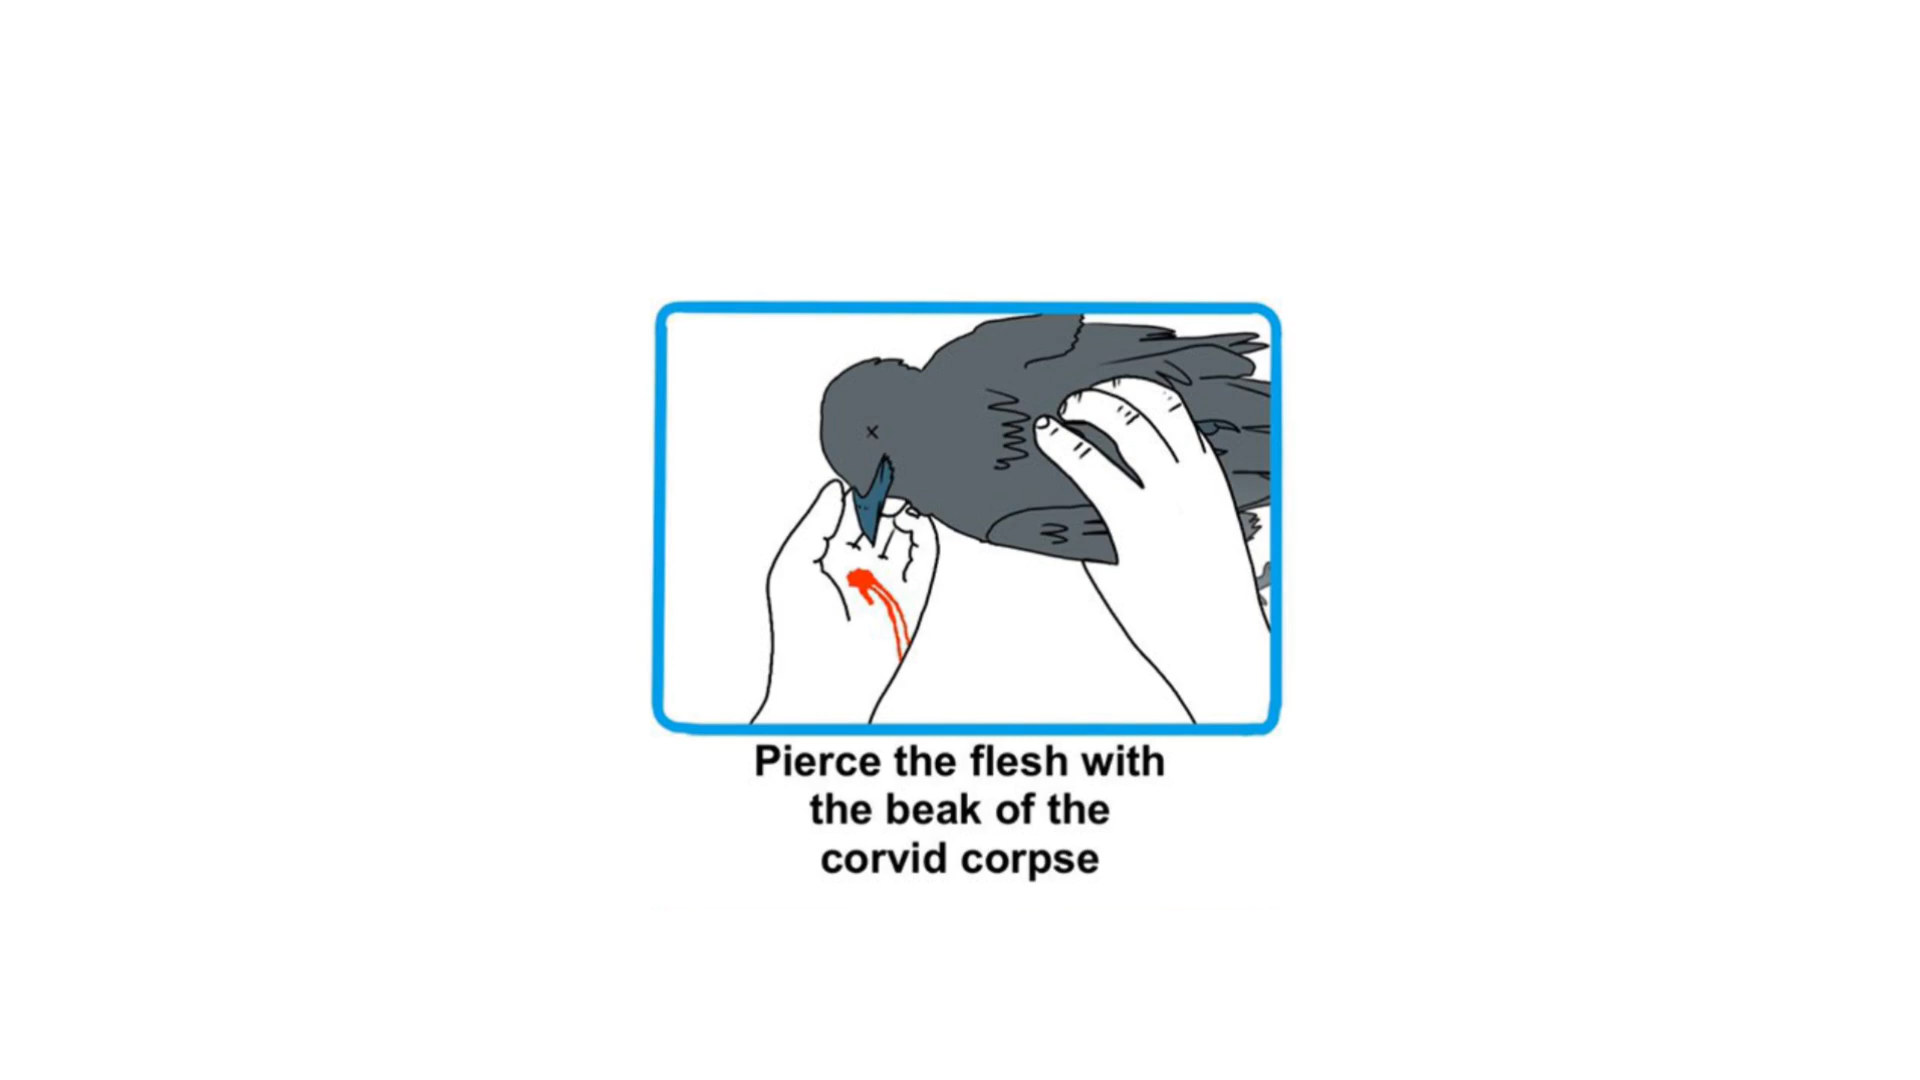 Pierce the flesh with
the beak of the
corvid corpse